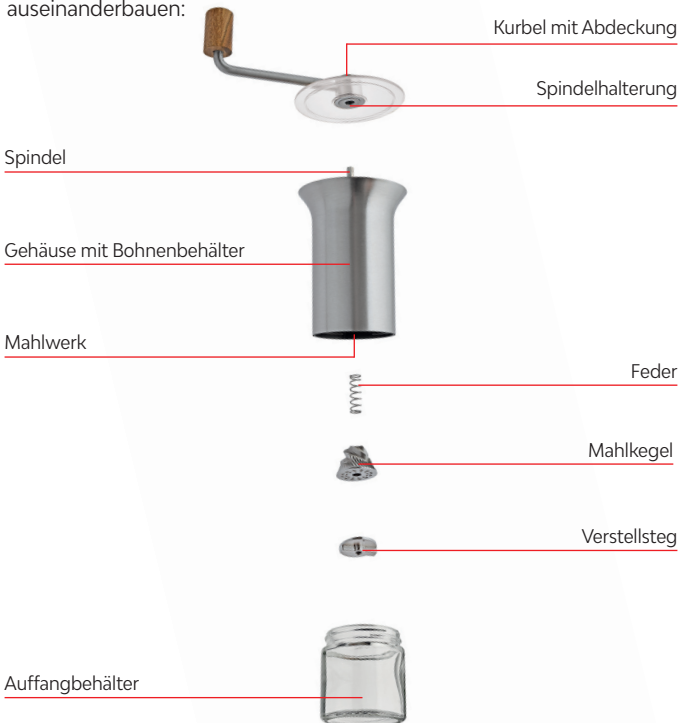 auseinanderbauen:
Kurbel mit Abdeckung
Spindelhalterung
Spindel
Gehäuse mit Bohnenbehälter
Mahlwerk
Feder
Mahlkegel
Verstellsteg
Auffangbehälter